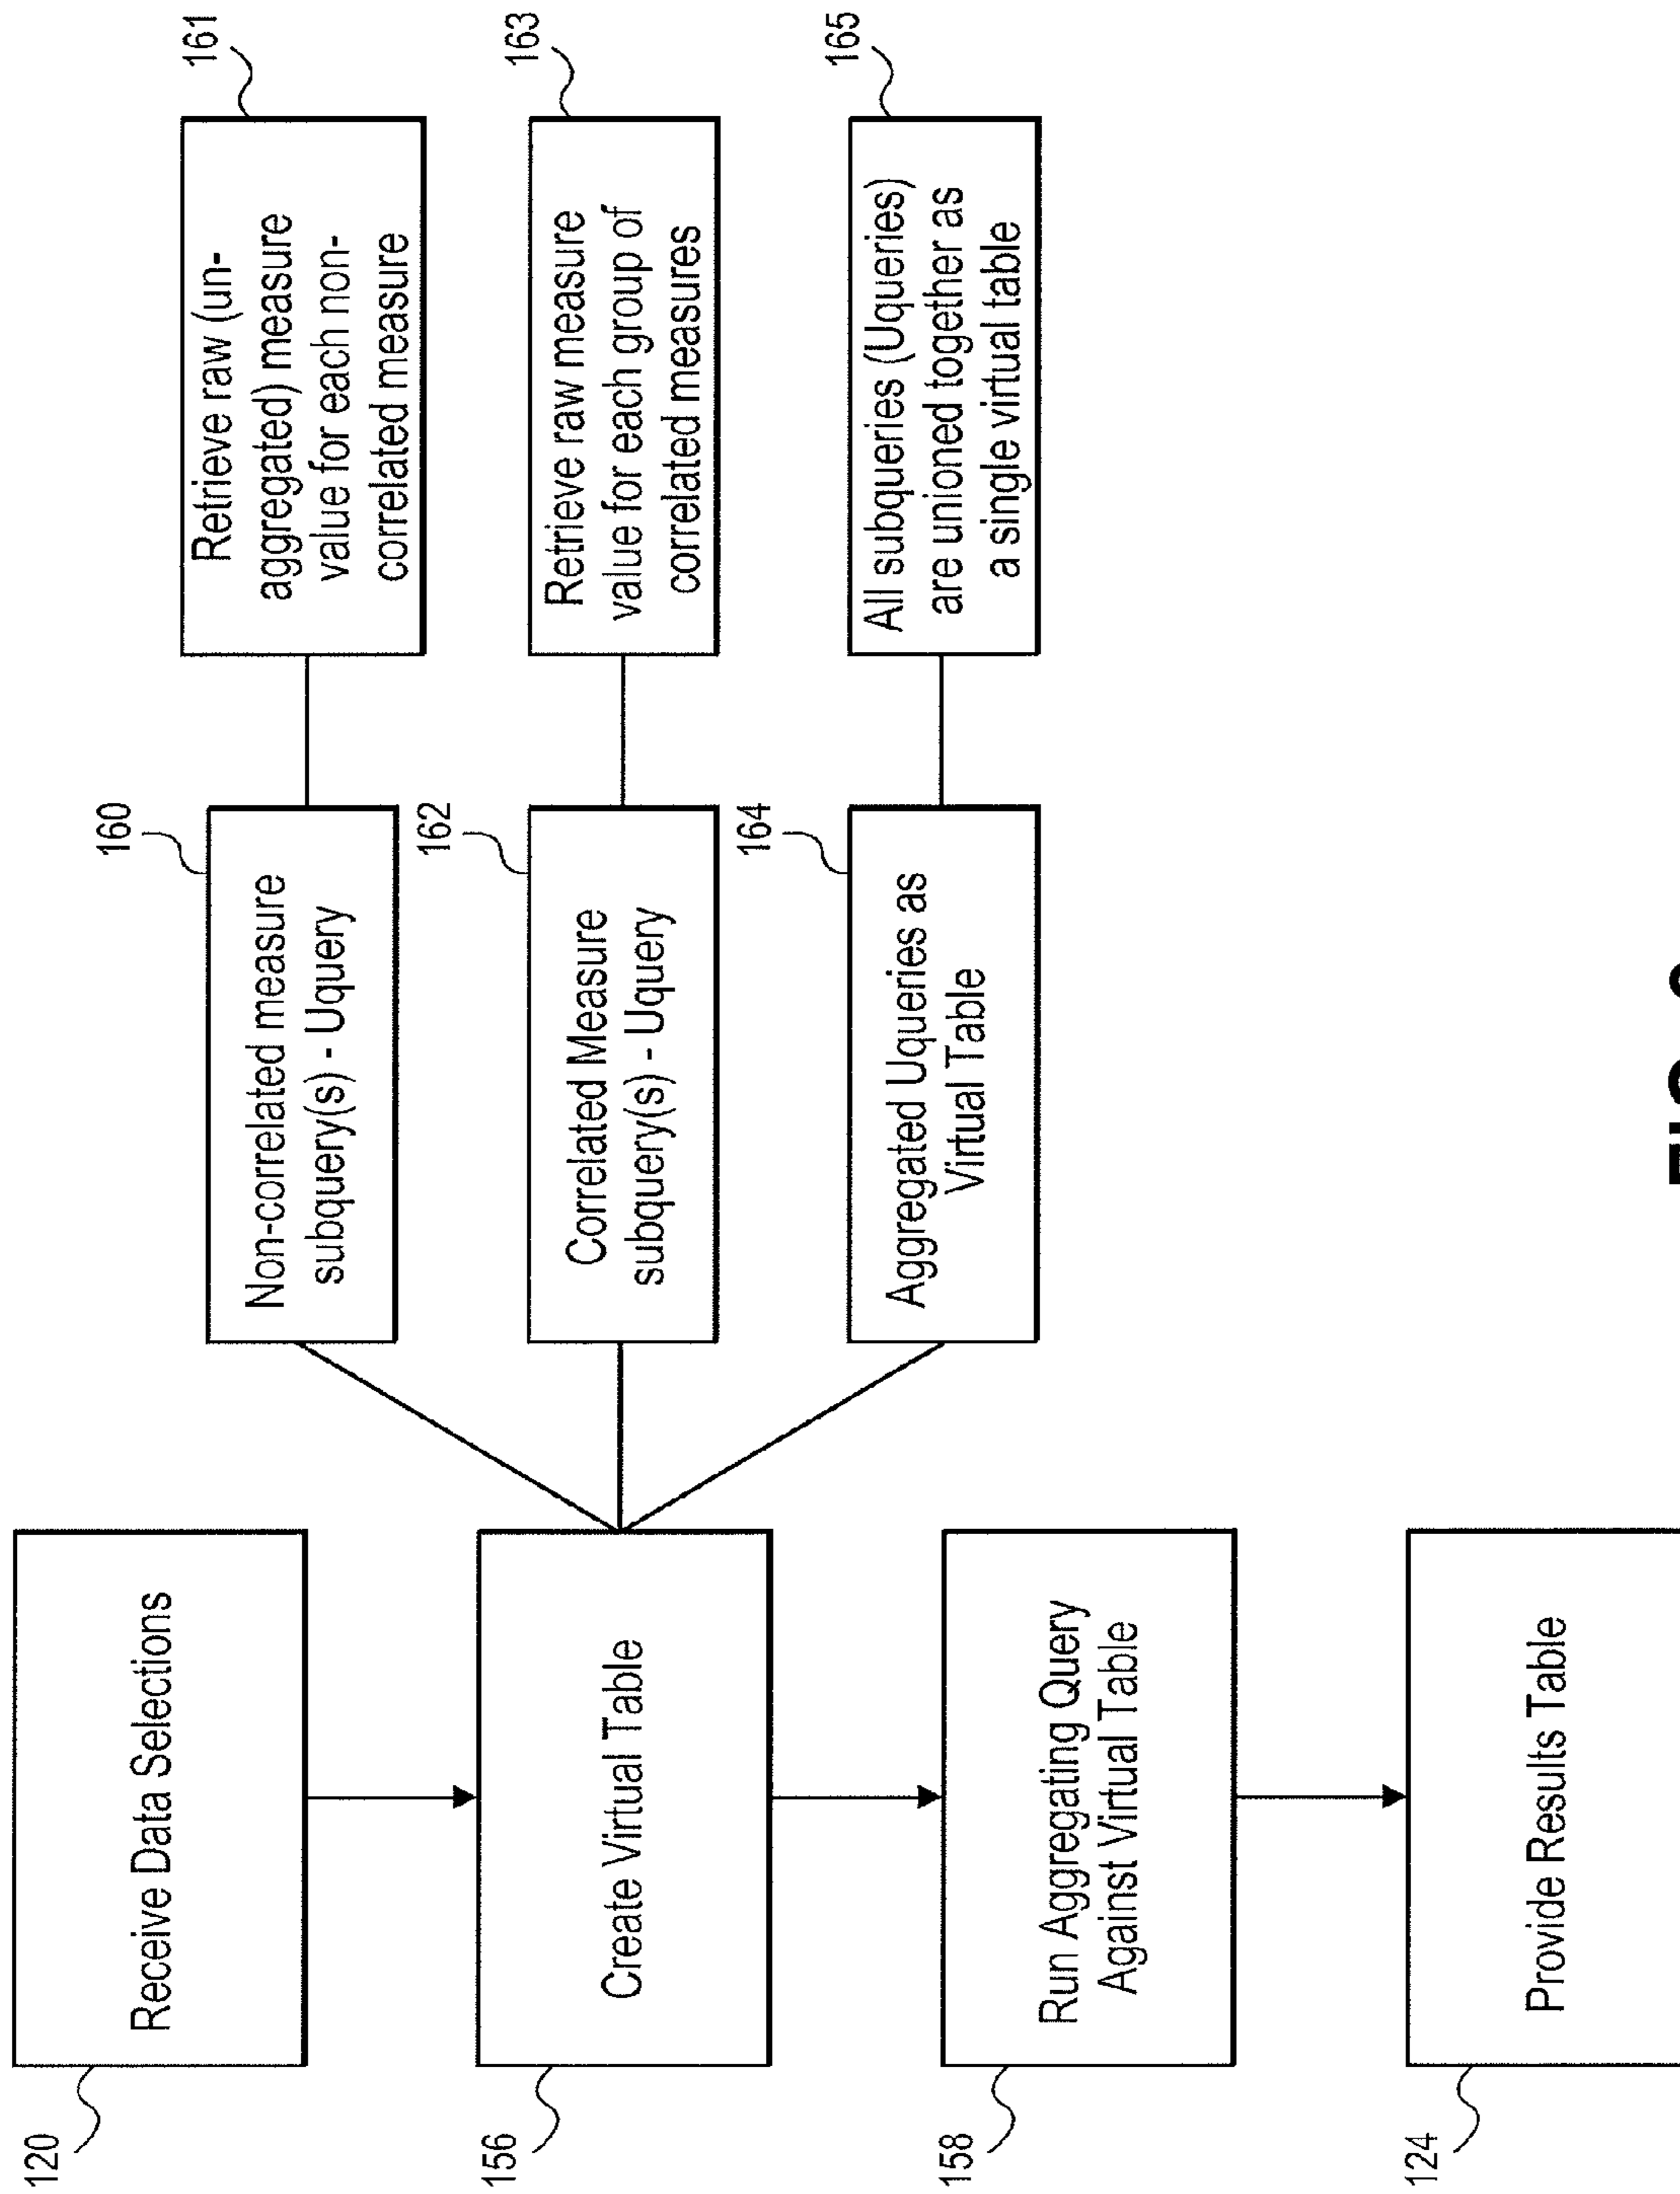 120
Receive Data Selections
156
Create Virtual Table
158
Run Aggregating Query
Against Virtual Table
124
Provide Results Table
160
Non-correlated measure
subquery(s) - Uquery
161
Retrieve raw (un-
aggregated) measure
value for each non-
correlated measure
162
Correlated Measure
subquery(s) - Uquery
163
Retrieve raw measure
value for each group of
correlated measures
164
Aggregated Uqueries as
Virtual Table
165
All subqueries (Uqueries)
are unioned together as
a single virtual table